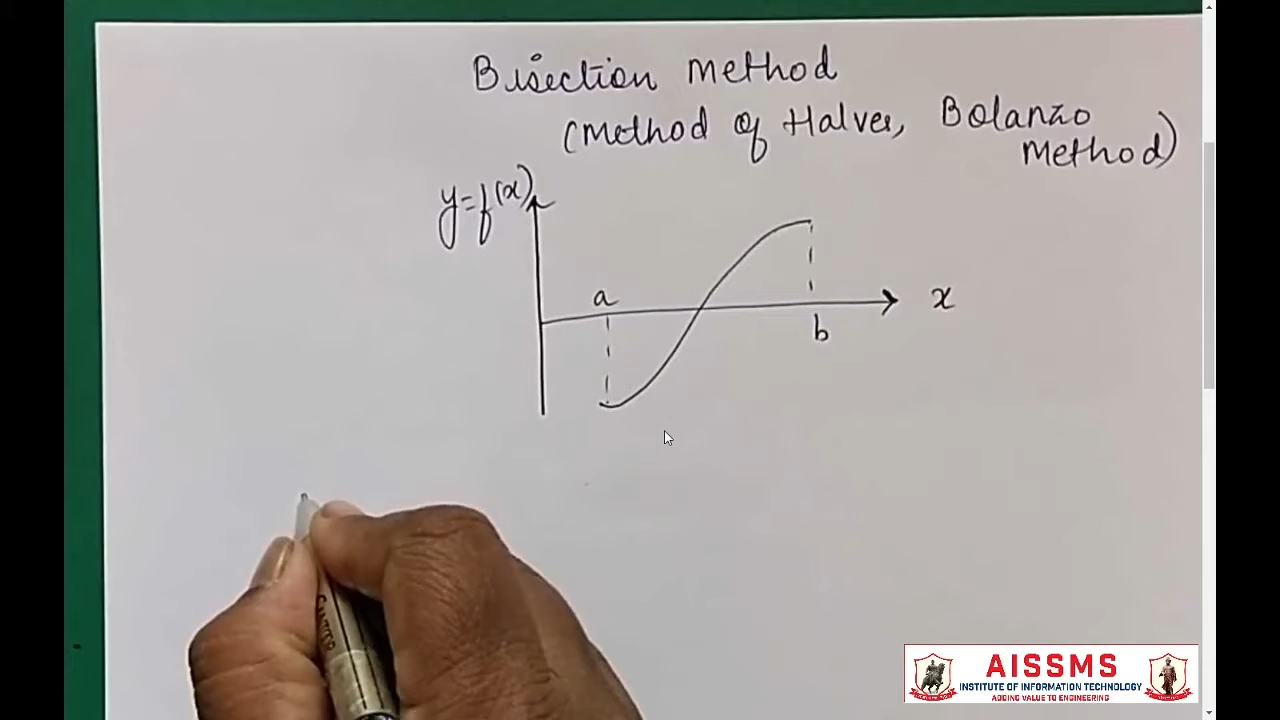 Bisection Method
(Method of Halves, Bolanzo
Method)
y=f(x)
a
x
b
AISSMS
INSTITUTE OF INFORMATION TECHNOLOGY
ADDING VALUE TO ENGINEERING